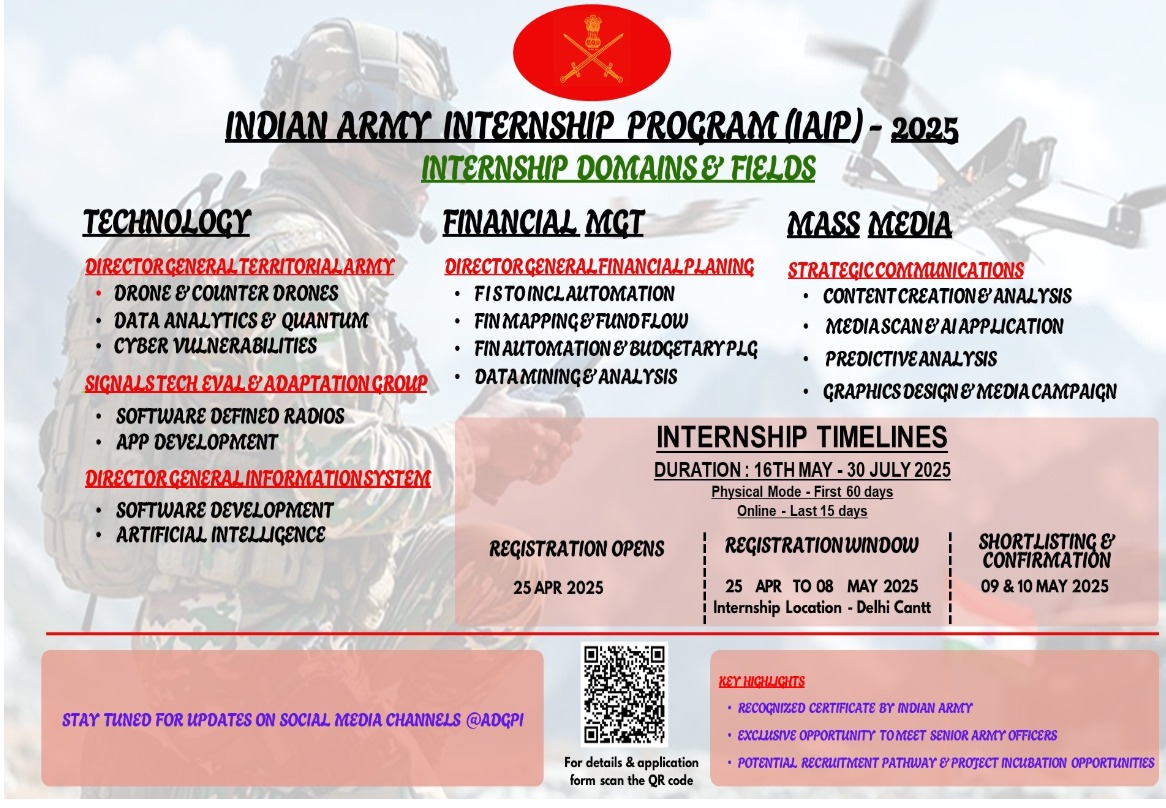 INDIAN ARMY INTERNSHIP PROGRAM (IAIP) - 2025
INTERNSHIP DOMAINS & FIELDS
TECHNOLOGY
DIRECTOR GENERAL TERRITORIAL ARMY
• DRONE & COUNTER DRONES
• DATA ANALYTICS & QUANTUM
• CYBER VULNERABILITIES
SIGNALS TECH EVAL & ADAPTATION GROUP
• SOFTWARE DEFINED RADIOS
• APP DEVELOPMENT
DIRECTOR GENERAL INFORMATION SYSTEM
• SOFTWARE DEVELOPMENT
• ARTIFICIAL INTELLIGENCE
FINANCIAL MGT
DIRECTOR GENERAL FINANCIAL PLANING
• F I S TO INCL AUTOMATION
• FIN MAPPING & FUND FLOW
• FIN AUTOMATION & BUDGETARY PLG
• DATA MINING & ANALYSIS
MASS MEDIA
STRATEGIC COMMUNICATIONS
• CONTENT CREATION & ANALYSIS
• MEDIA SCAN & AI APPLICATION
• PREDICTIVE ANALYSIS
• GRAPHICS DESIGN & MEDIA CAMPAIGN
INTERNSHIP TIMELINES
DURATION : 16TH MAY - 30 JULY 2025
Physical Mode - First 60 days
Online - Last 15 days
REGISTRATION OPENS
25 APR 2025
REGISTRATION WINDOW
25 APR TO 08 MAY 2025
Internship Location - Delhi Cantt
SHORTLISTING &
CONFIRMATION
09 & 10 MAY 2025
STAY TUNED FOR UPDATES ON SOCIAL MEDIA CHANNELS @ADGPI
For details & application
form scan the QR code
KEY HIGHLIGHTS
• RECOGNIZED CERTIFICATE BY INDIAN ARMY
• EXCLUSIVE OPPORTUNITY TO MEET SENIOR ARMY OFFICERS
• POTENTIAL RECRUITMENT PATHWAY & PROJECT INCUBATION OPPORTUNITIES